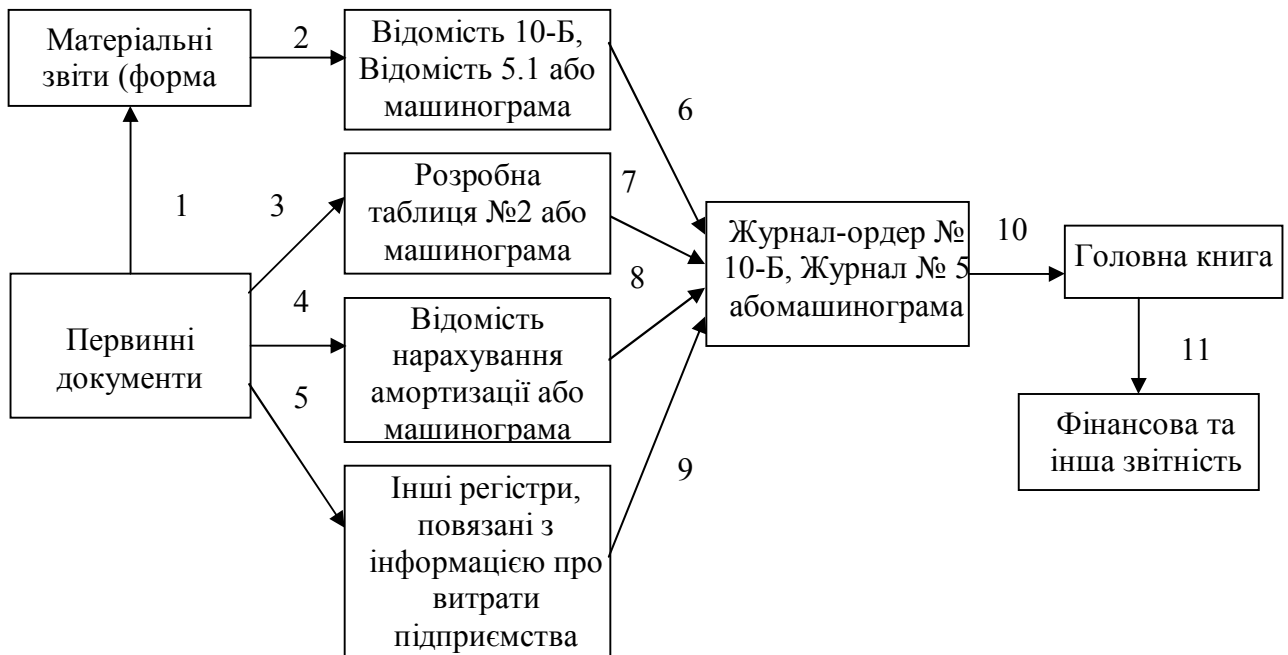 Матеріальні
звіти (форма
2
Відомість 10-Б,
Відомість 5.1 або
машинограма
6
1
3
Розробна
таблиця №2 або
машинограма
7
Журнал-ордер №
10-Б, Журнал № 5
абомашинограма
10
Головна книга
Первинні
документи
4
5
Відомість
нарахування
амортизації або
машинограма
8
11
Фінансова та
інша звітність
Інші регістри,
повязані з
інформацією про
витрати
підприємства
9